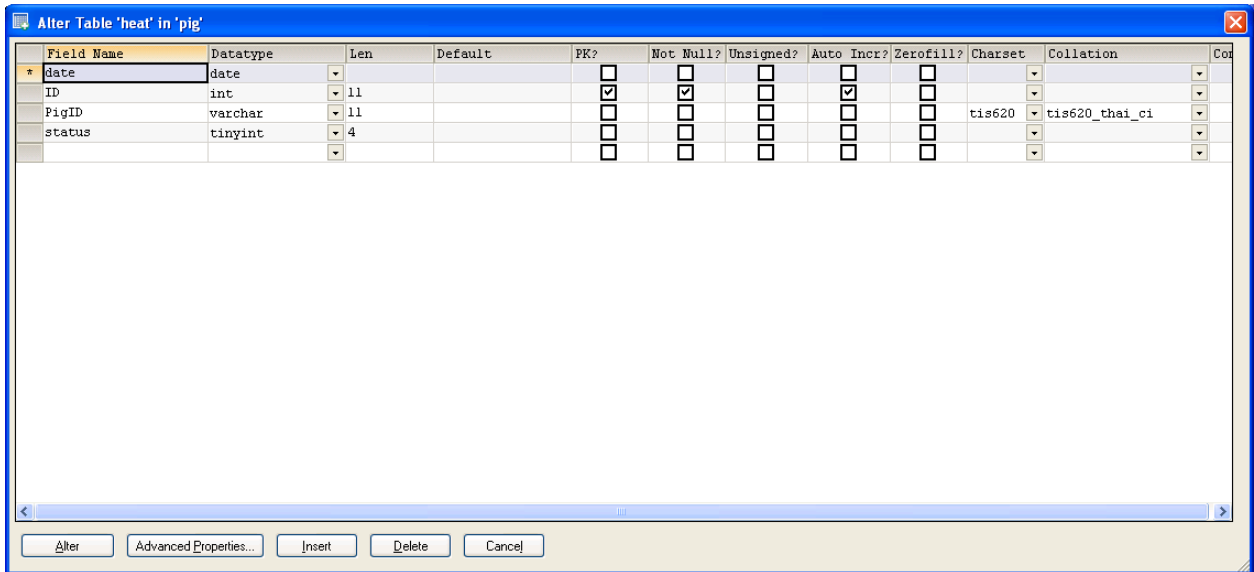 Alter Table 'heat' in 'pig'
Field Name Datatype Len Default PK? Not Null? Unsigned? Auto Incr? Zerofill? Charset Collation Co
* date date
ID int 11
PigID varchar 11 tis620 tis620_thai_ci
status tinyint 4
Alter Advanced Properties... Insert Delete Cancel